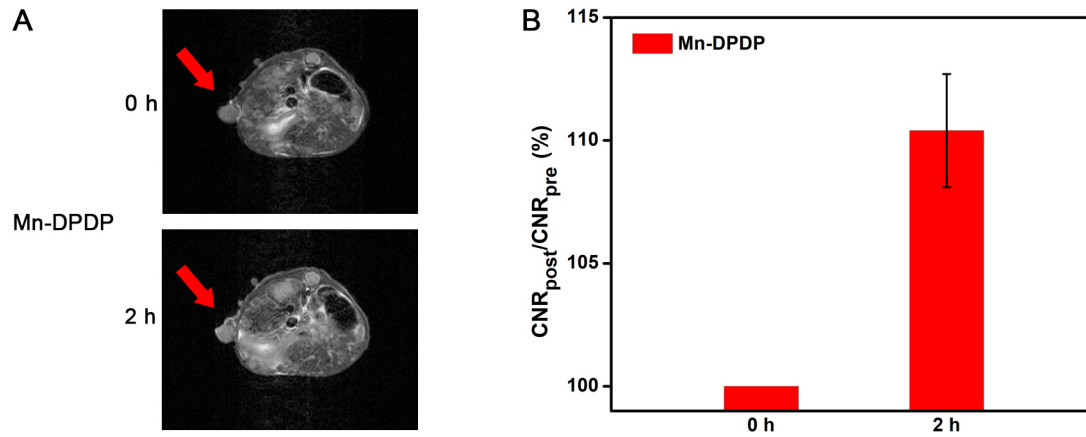 A
0 h
Mn-DPDP
2 h
B
CNRpost/CNRpre (%)
115
110
105
100
Mn-DPDP
0 h
2 h